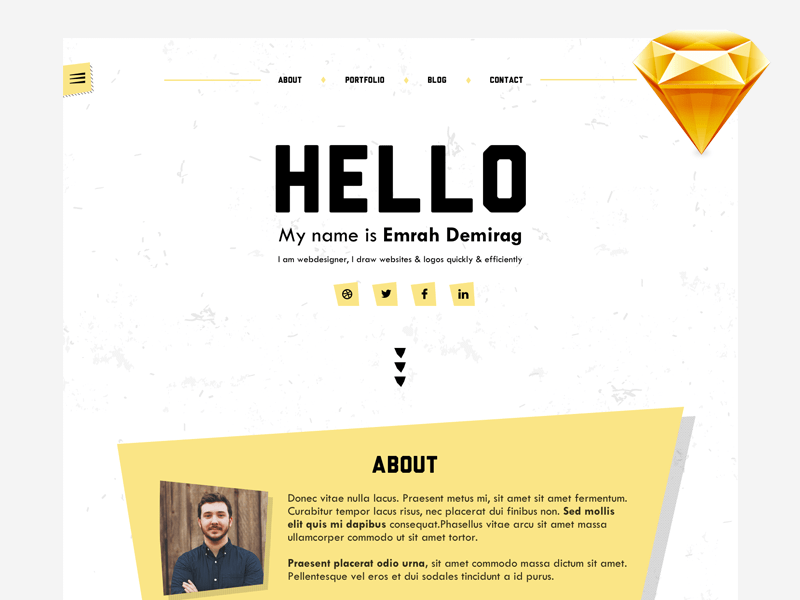 ABOUT PORTFOLIO BLOG CONTACT
HELLO
My name is Emrah Demirag
I am webdesigner, I draw websites & logos quickly & efficiently
ABOUT
Donec vitae nulla lacus. Praesent metus mi, sit amet sit amet fermentum.
Curabitur tempor lacus risus, nec placerat dui finibus non. Sed mollis
elit quis mi dapibus consequat.Phasellus vitae arcu sit amet massa
ullamcorper commodo ut sit amet tortor.
Praesent placerat odio urna, sit amet commodo massa dictum sit amet.
Pellentesque vel eros et dui sodales tincidunt a id purus.